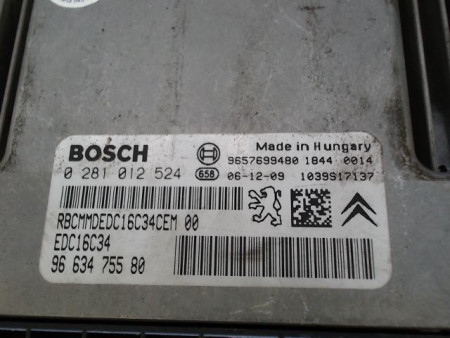 BOSCH
Made in Hungary
9657699480 1844 0014
0 281 012 524 658 06-12-09 1039S17137
RBCMMDEDC16C34CEM 00
EDC16C34
96 634 755 80